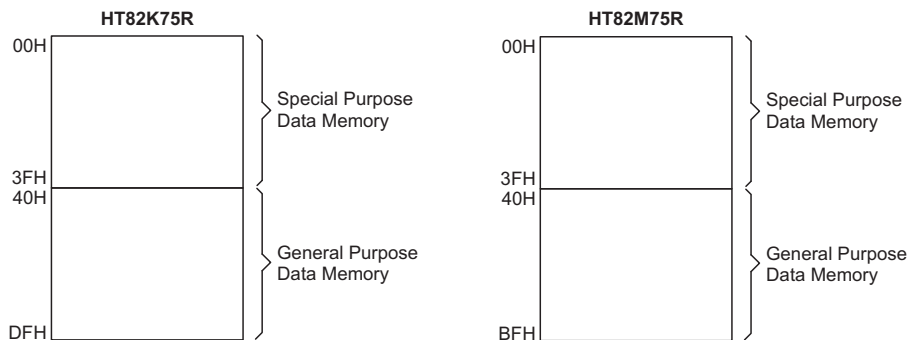 HT82K75R
00H
Special Purpose
Data Memory
3FH
40H
General Purpose
Data Memory
DFH
HT82M75R
00H
Special Purpose
Data Memory
3FH
40H
General Purpose
Data Memory
BFH